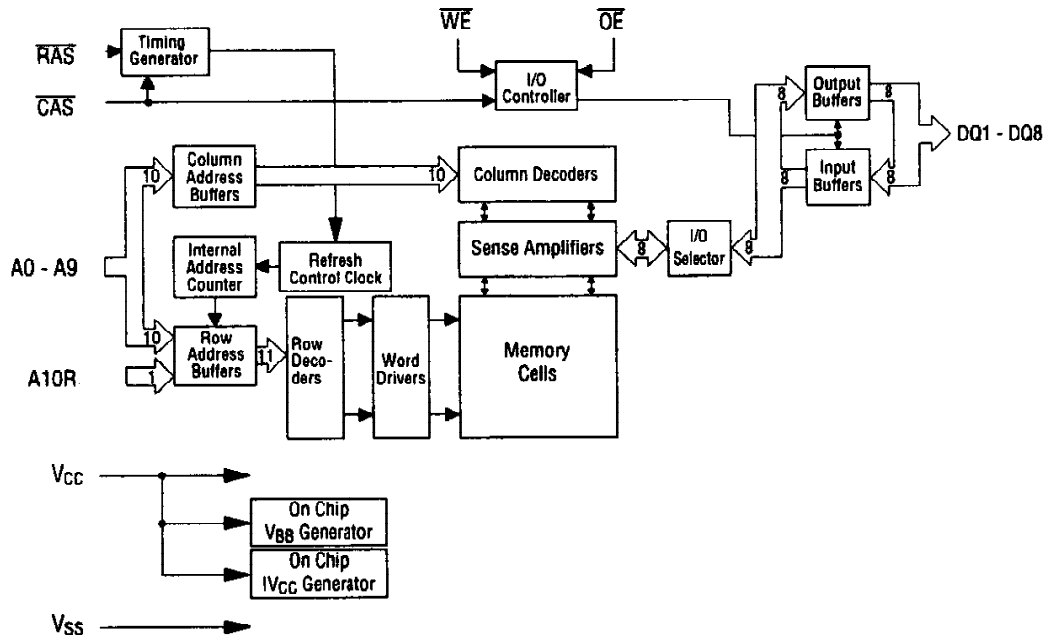 WE
OE
RAS
Timing
Generator
CAS
I/O
Controller
Output
Buffers
8
8
DQ1 - DQ8
Input
Buffers
8
8
Column
Address
Buffers
10
10
Column Decoders
Sense Amplifiers
8
I/O
Selector
8
A0 - A9
Internal
Address
Counter
Refresh
Control Clock
10
Row
Address
Buffers
11
Row
Deco-
ders
Word
Drivers
Memory
Cells
A10R
1
VCC
On Chip
VBB Generator
On Chip
IVCC Generator
VSS